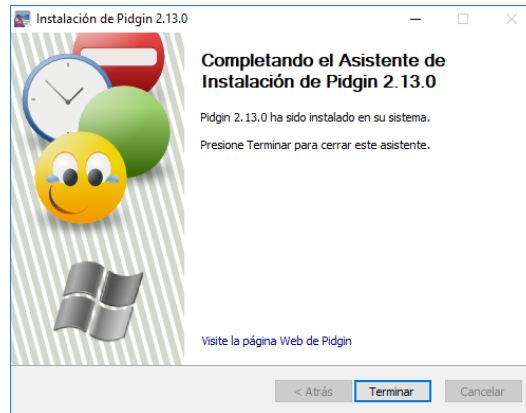 Instalación de Pidgin 2.13.0
Completando el Asistente de
Instalación de Pidgin 2.13.0
Pidgin 2.13.0 ha sido instalado en su sistema.
Presione Terminar para cerrar este asistente.
Visite la página Web de Pidgin
< Atrás
Terminar
Cancelar